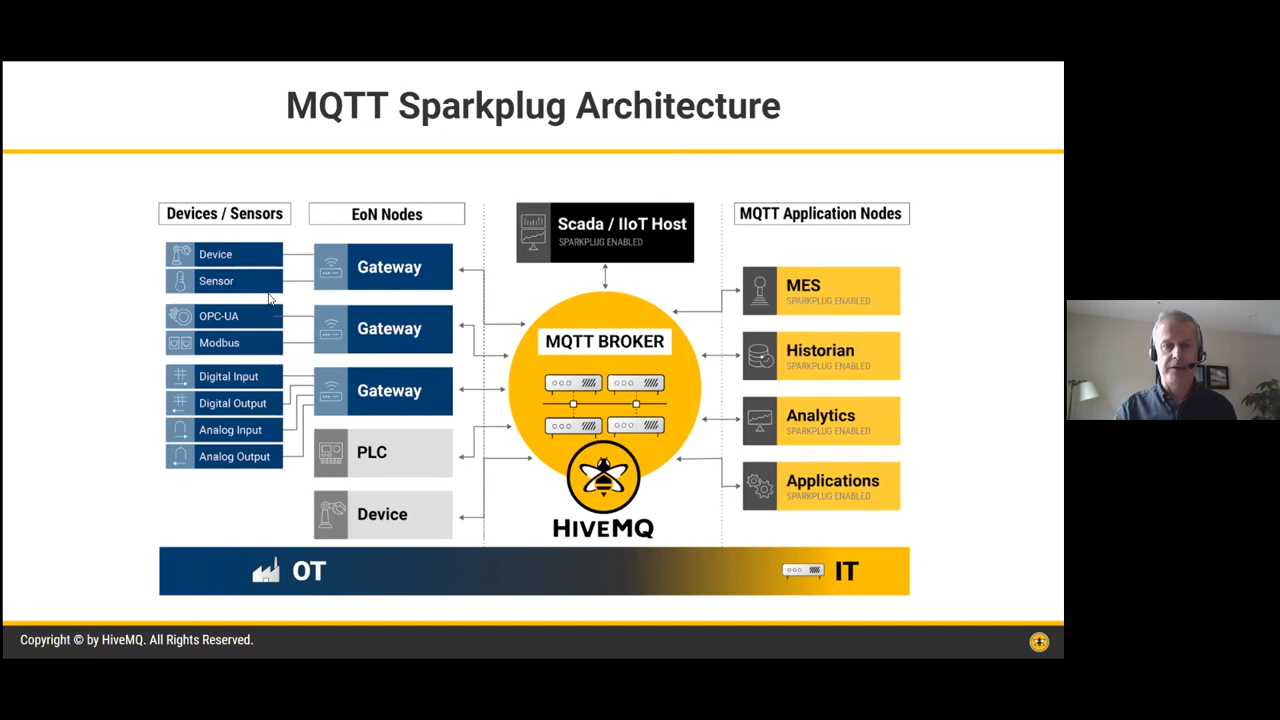 MQTT Sparkplug Architecture
Devices / Sensors
EoN Nodes
Scada / IIoT Host
SPARKPLUG ENABLED
MQTT Application Nodes
Device
Sensor
OPC-UA
Modbus
Digital Input
Digital Output
Analog Input
Analog Output
Gateway
Gateway
Gateway
PLC
Device
MQTT BROKER
HIVEMQ
MES
SPARKPLUG ENABLED
Historian
SPARKPLUG ENABLED
Analytics
SPARKPLUG ENABLED
Applications
SPARKPLUG ENABLED
OT
IT
Copyright © by HiveMQ. All Rights Reserved.